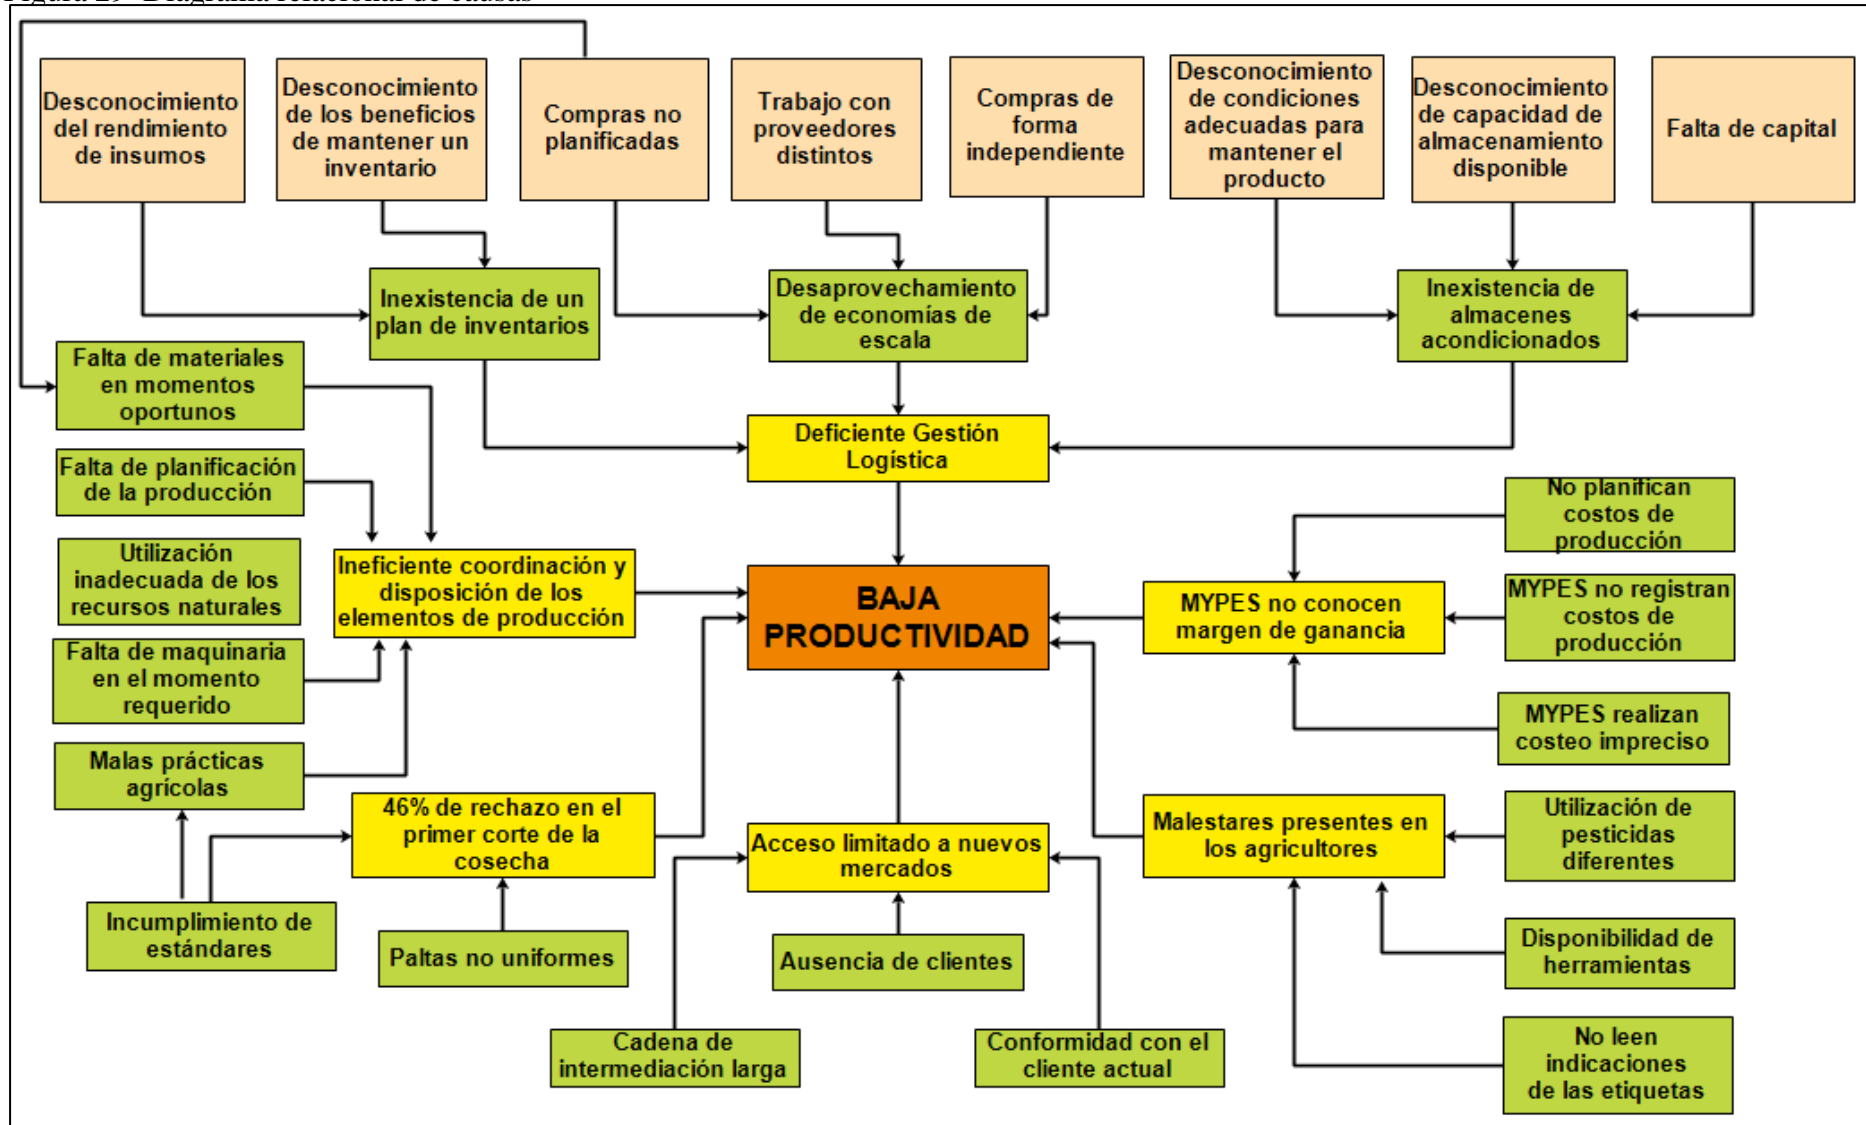 Figura 29- Diagrama relacional de causas
Desconocimiento
del rendimiento
de insumos
Desconocimiento
de los beneficios
de mantener un
inventario
Compras no
planificadas
Trabajo con
proveedores
distintos
Compras de
forma
independiente
Desconocimiento
de condiciones
adecuadas para
mantener el
producto
Desconocimiento
de capacidad de
almacenamiento
disponible
Falta de capital
Inexistencia de un
plan de inventarios
Desaprovechamiento
de economías de
escala
Inexistencia de
almacenes
acondicionados
Falta de materiales
en momentos
oportunos
Deficiente Gestión
Logística
Falta de planificación
de la producción
No planifican
costos de
producción
Utilización
inadecuada de los
recursos naturales
Ineficiente coordinación y
disposición de los
elementos de producción
BAJA
PRODUCTIVIDAD
MYPES no conocen
margen de ganancia
MYPES no registran
costos de
producción
Falta de maquinaria
en el momento
requerido
MYPES realizan
costeo impreciso
Malas prácticas
agrícolas
46% de rechazo en el
primer corte de la
cosecha
Acceso limitado a nuevos
mercados
Malestares presentes en
los agricultores
Utilización de
pesticidas
diferentes
Incumplimiento de
estándares
Paltas no uniformes
Ausencia de clientes
Disponibilidad de
herramientas
Cadena de
intermediación larga
Conformidad con el
cliente actual
No leen
indicaciones
de las etiquetas